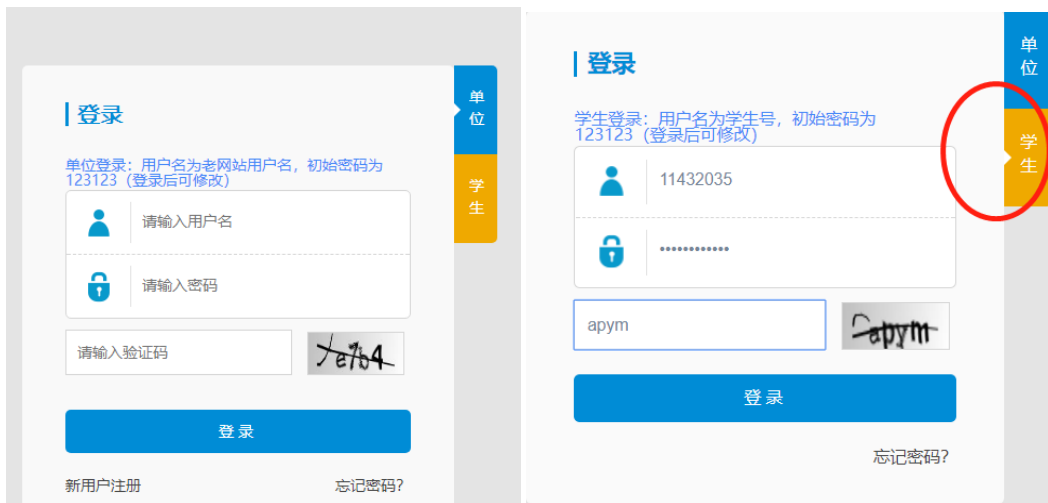 登录
单位登录：用户名为老网站用户名，初始密码为
123123（登录后可修改）
请输入用户名
请输入密码
请输入验证码
e7b4
登 录
新用户注册
忘记密码?
单位
学生
登录
学生登录：用户名为学生号，初始密码为
123123（登录后可修改）
11432035
••••••••••••
apym
apym
登 录
忘记密码?
单位
学生